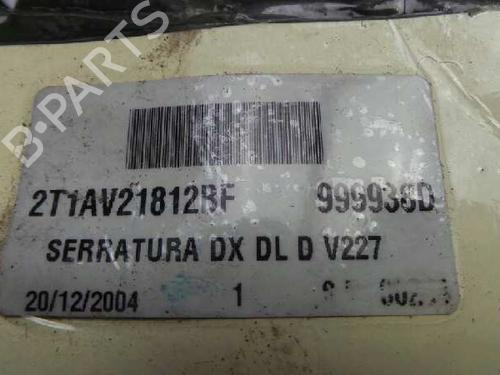 B-PARTS
2T1AV21812BF 999938D
SERRATURA DX DL D V227
20/12/2004 1